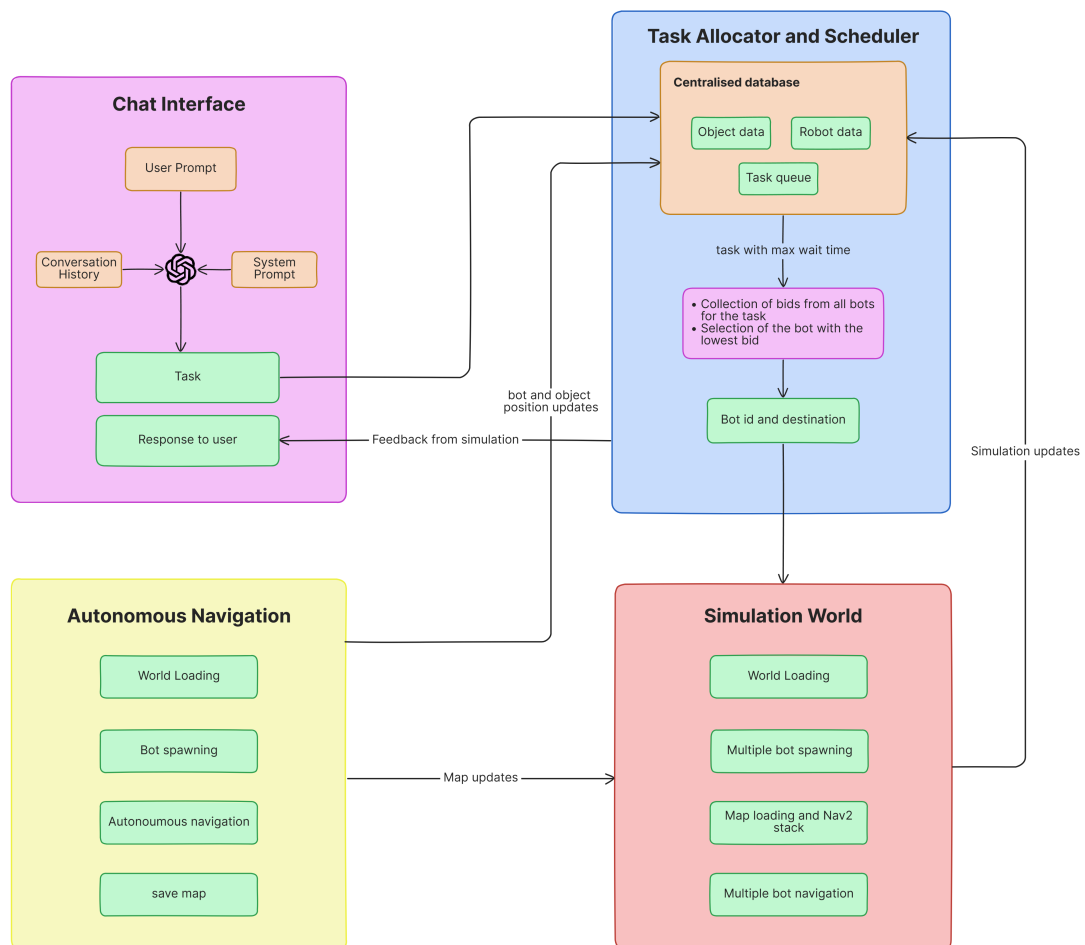 Task Allocator and Scheduler
Centralised database
Object data
Robot data
Task queue
task with max wait time
• Collection of bids from all bots
for the task
• Selection of the bot with the
lowest bid
Bot id and destination
Chat Interface
User Prompt
Conversation
History
System
Prompt
Task
Response to user
Feedback from simulation
bot and object
position updates
Simulation updates
Autonomous Navigation
World Loading
Bot spawning
Autonoumous navigation
save map
Map updates
Simulation World
World Loading
Multiple bot spawning
Map loading and Nav2
stack
Multiple bot navigation